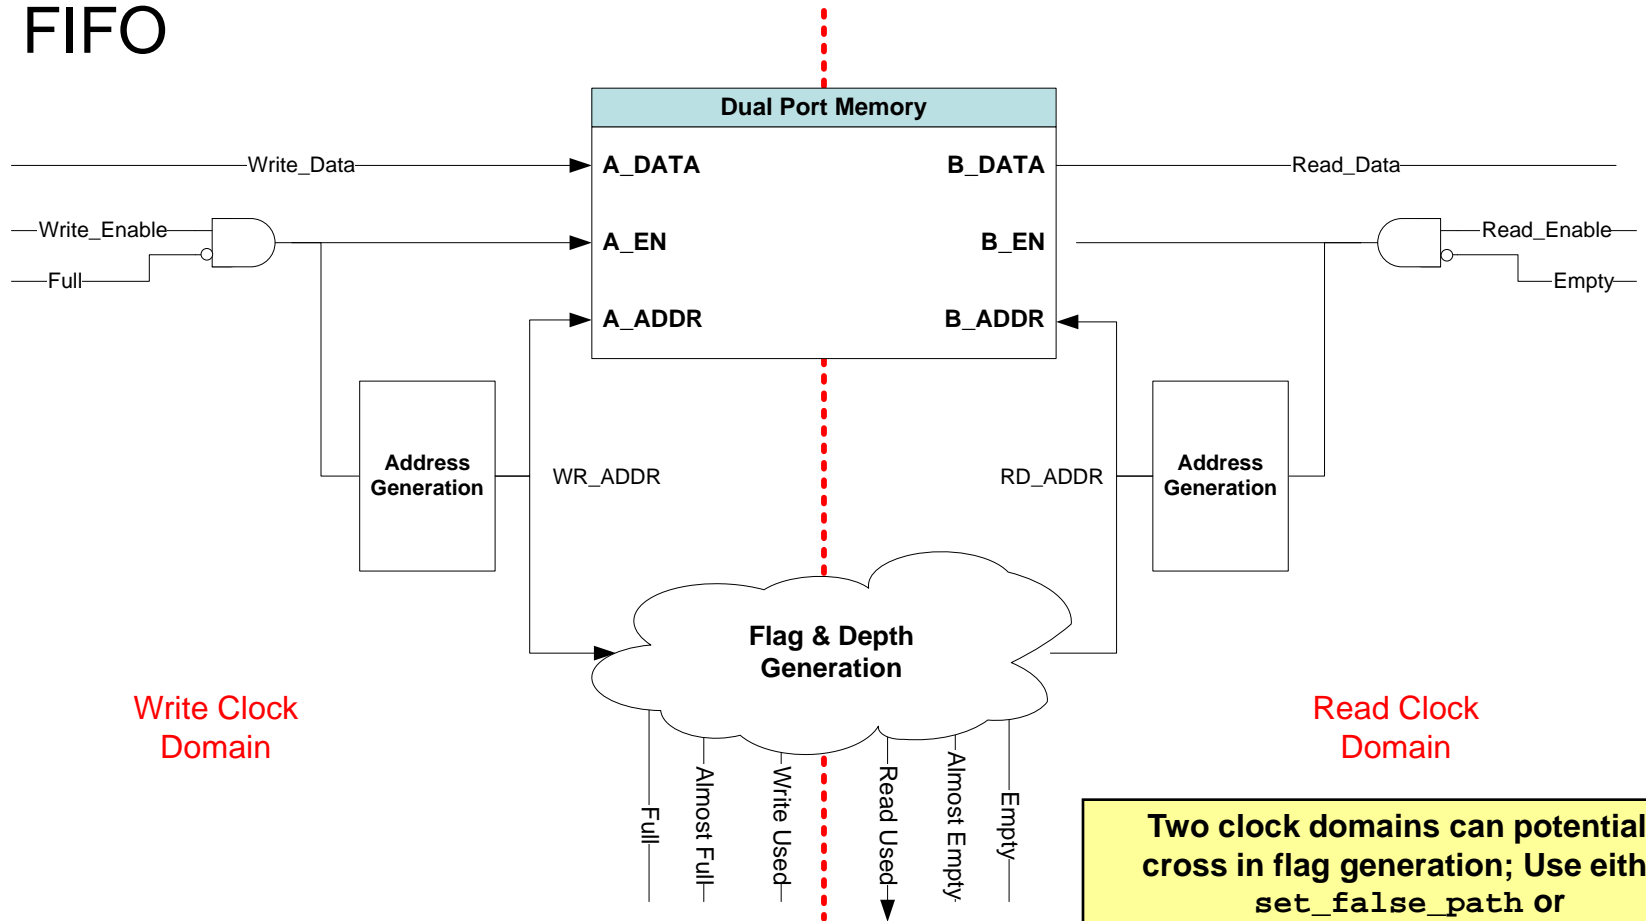 FIFO
Dual Port Memory
Write_Data
A_DATA
B_DATA
Read_Data
Write_Enable
A_EN
B_EN
Read_Enable
Full
Empty
A_ADDR
B_ADDR
Address
Generation
WR_ADDR
RD_ADDR
Address
Generation
Flag & Depth
Generation
Write Clock
Domain
Read Clock
Domain
Full
Almost Full
Write Used
Read Used
Almost Empty
Empty
Two clock domains can potential
cross in flag generation; Use eith
set_false_path or